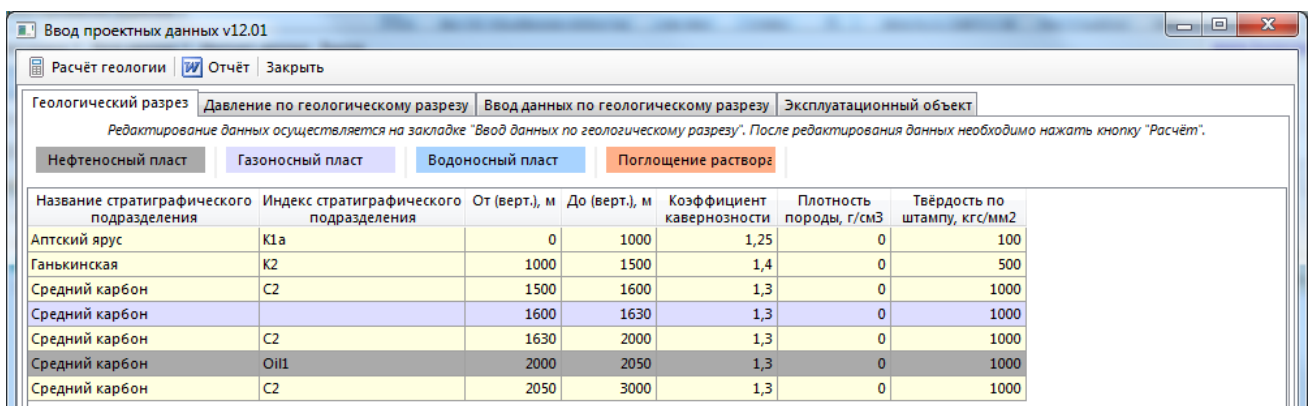 Ввод проектных данных v12.01
Расчёт геологии Отчёт Закрыть
Геологический разрез Давление по геологическому разрезу Ввод данных по геологическому разрезу Эксплуатационный объект
Редактирование данных осуществляется на закладке "Ввод данных по геологическому разрезу". После редактирования данных необходимо нажать кнопку "Расчёт".
Нефтеносный пласт Газоносный пласт Водоносный пласт Поглощение раствора
Название стратиграфического Индекс стратиграфического От (верт.), м До (верт.), м Коэффициент Плотность Твёрдость по
подразделения подразделения кавернозности породы, г/см3 штампу, кгс/мм2
Аптский ярус K1a 0 1000 1,25 0 100
Ганькинская K2 1000 1500 1,4 0 500
Средний карбон C2 1500 1600 1,3 0 1000
Средний карбон 1600 1630 1,3 0 1000
Средний карбон C2 1630 2000 1,3 0 1000
Средний карбон Oil1 2000 2050 1,3 0 1000
Средний карбон C2 2050 3000 1,3 0 1000